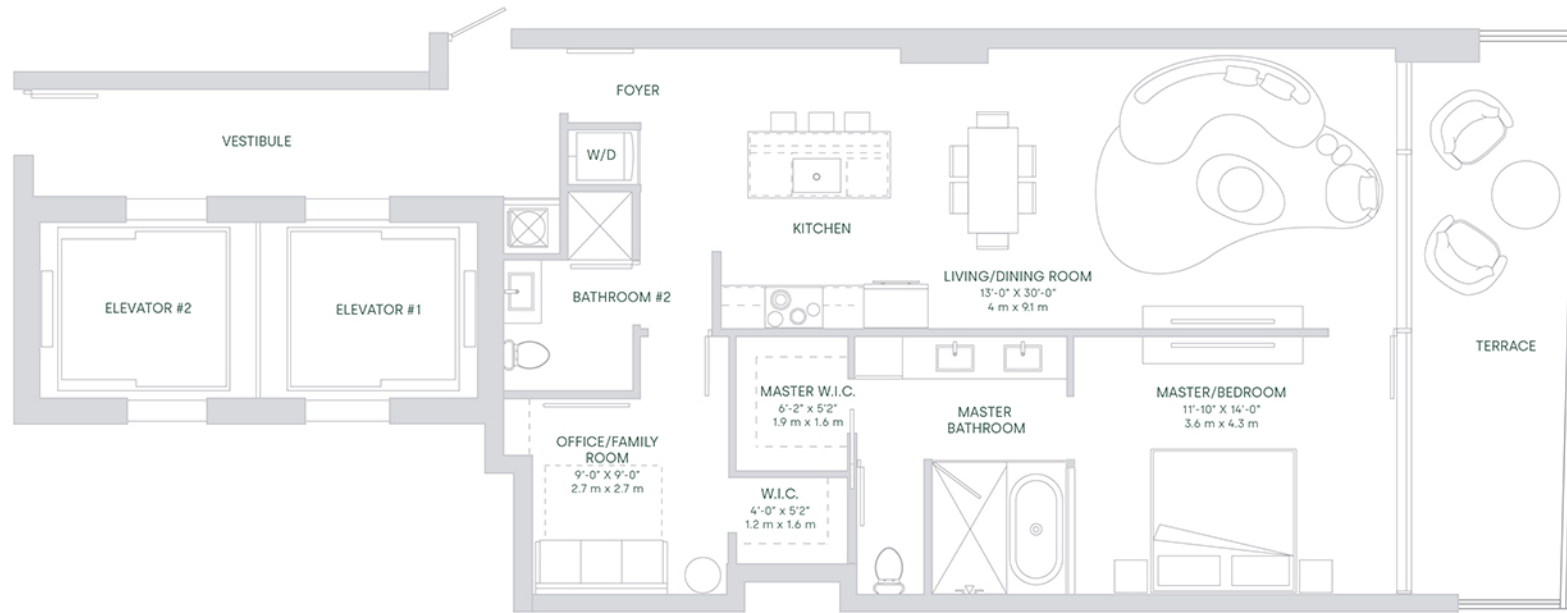 FOYER
VESTIBULE
W/D
KITCHEN
LIVING/DINING ROOM
13'-0" X 30'-0"
4 m x 9.1 m
BATHROOM #2
ELEVATOR #2
ELEVATOR #1
TERRACE
MASTER W.I.C.
6'-2" x 5'2"
1.9 m x 1.6 m
MASTER
BATHROOM
MASTER/BEDROOM
11'-10" X 14'-0"
3.6 m x 4.3 m
OFFICE/FAMILY
ROOM
9'-0" X 9'-0"
2.7 m x 2.7 m
W.I.C.
4'-0" x 5'2"
1.2 m x 1.6 m